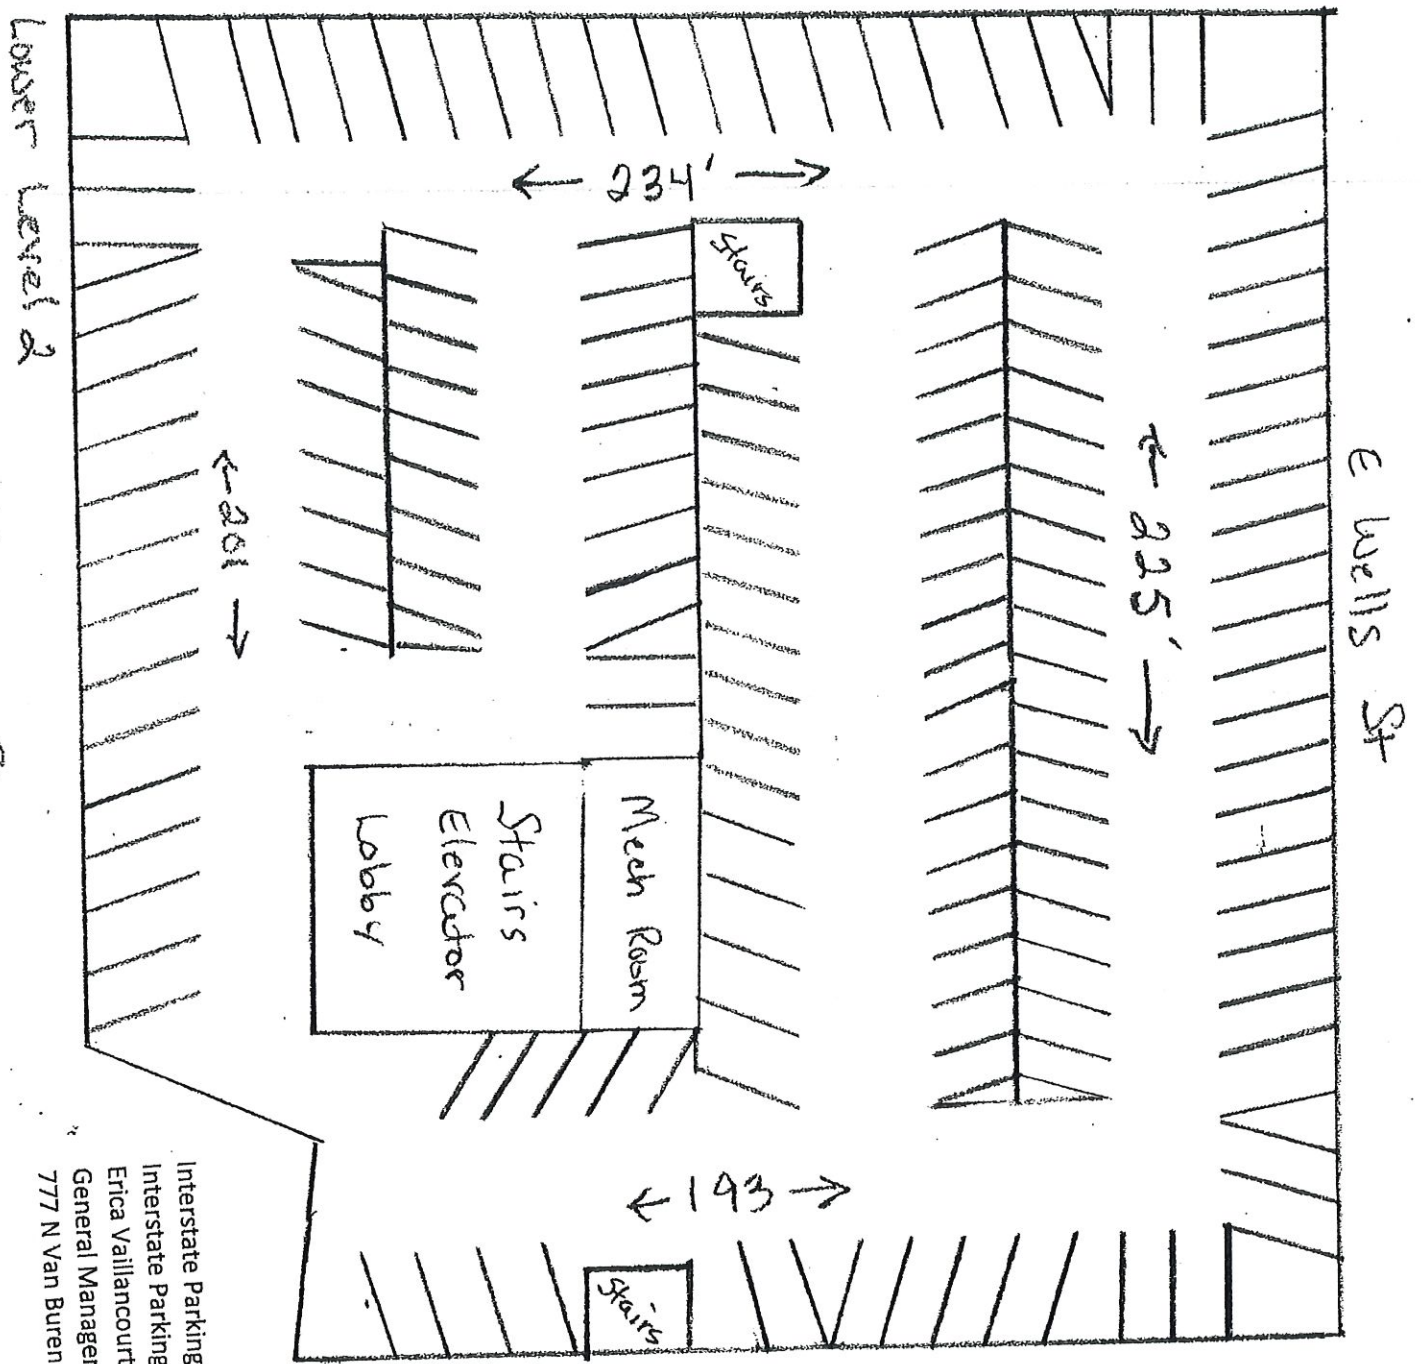 E Wells St
← 225' →
← 234' →
Stairs
Mech Room
Stairs
Elevator
Lobby
← 193 →
← 201 →
Stairs
Lower Level 2
Interstate Parking
Interstate Parking
Erica Vaillancourt
General Manager
777 N Van Buren